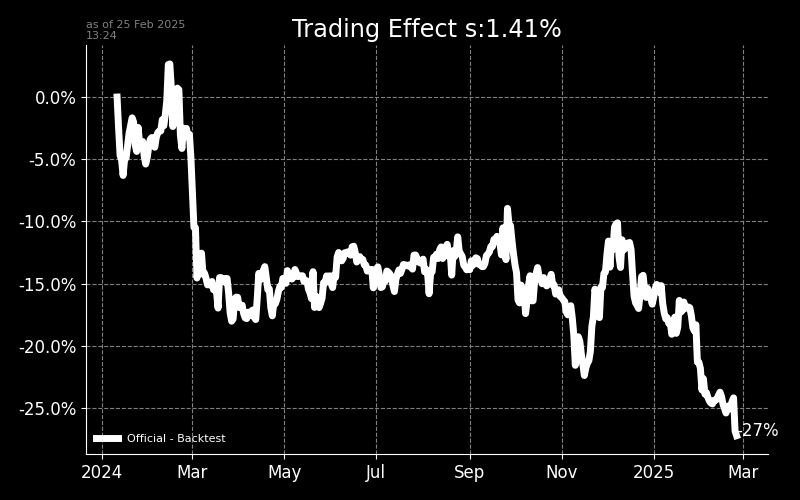 as of 25 Feb 2025
13:24
Trading Effect s:1.41%
0.0%
-5.0%
-10.0%
-15.0%
-20.0%
-25.0%
-27%
Official - Backtest
2024 Mar May Jul Sep Nov 2025 Mar